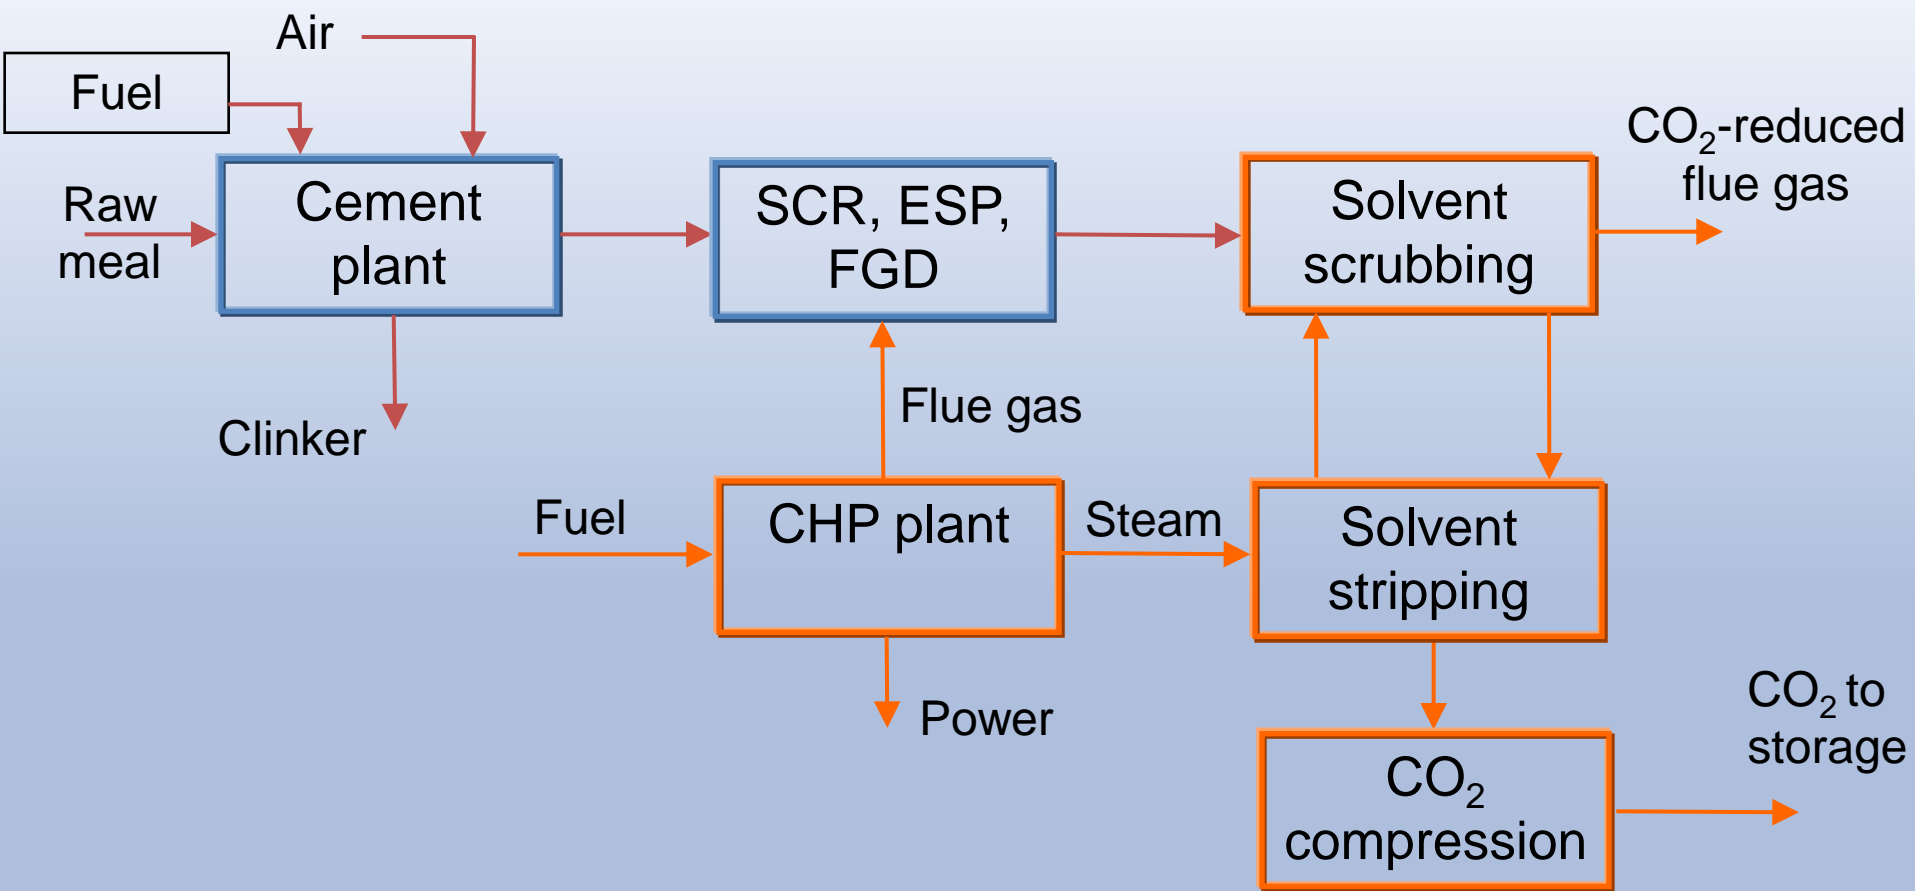 Air
Fuel
Raw
meal
Cement
plant
SCR, ESP,
FGD
Solvent
scrubbing
CO₂-reduced
flue gas
Clinker
Flue gas
Fuel
CHP plant
Steam
Solvent
stripping
Power
CO₂
compression
CO₂ to
storage